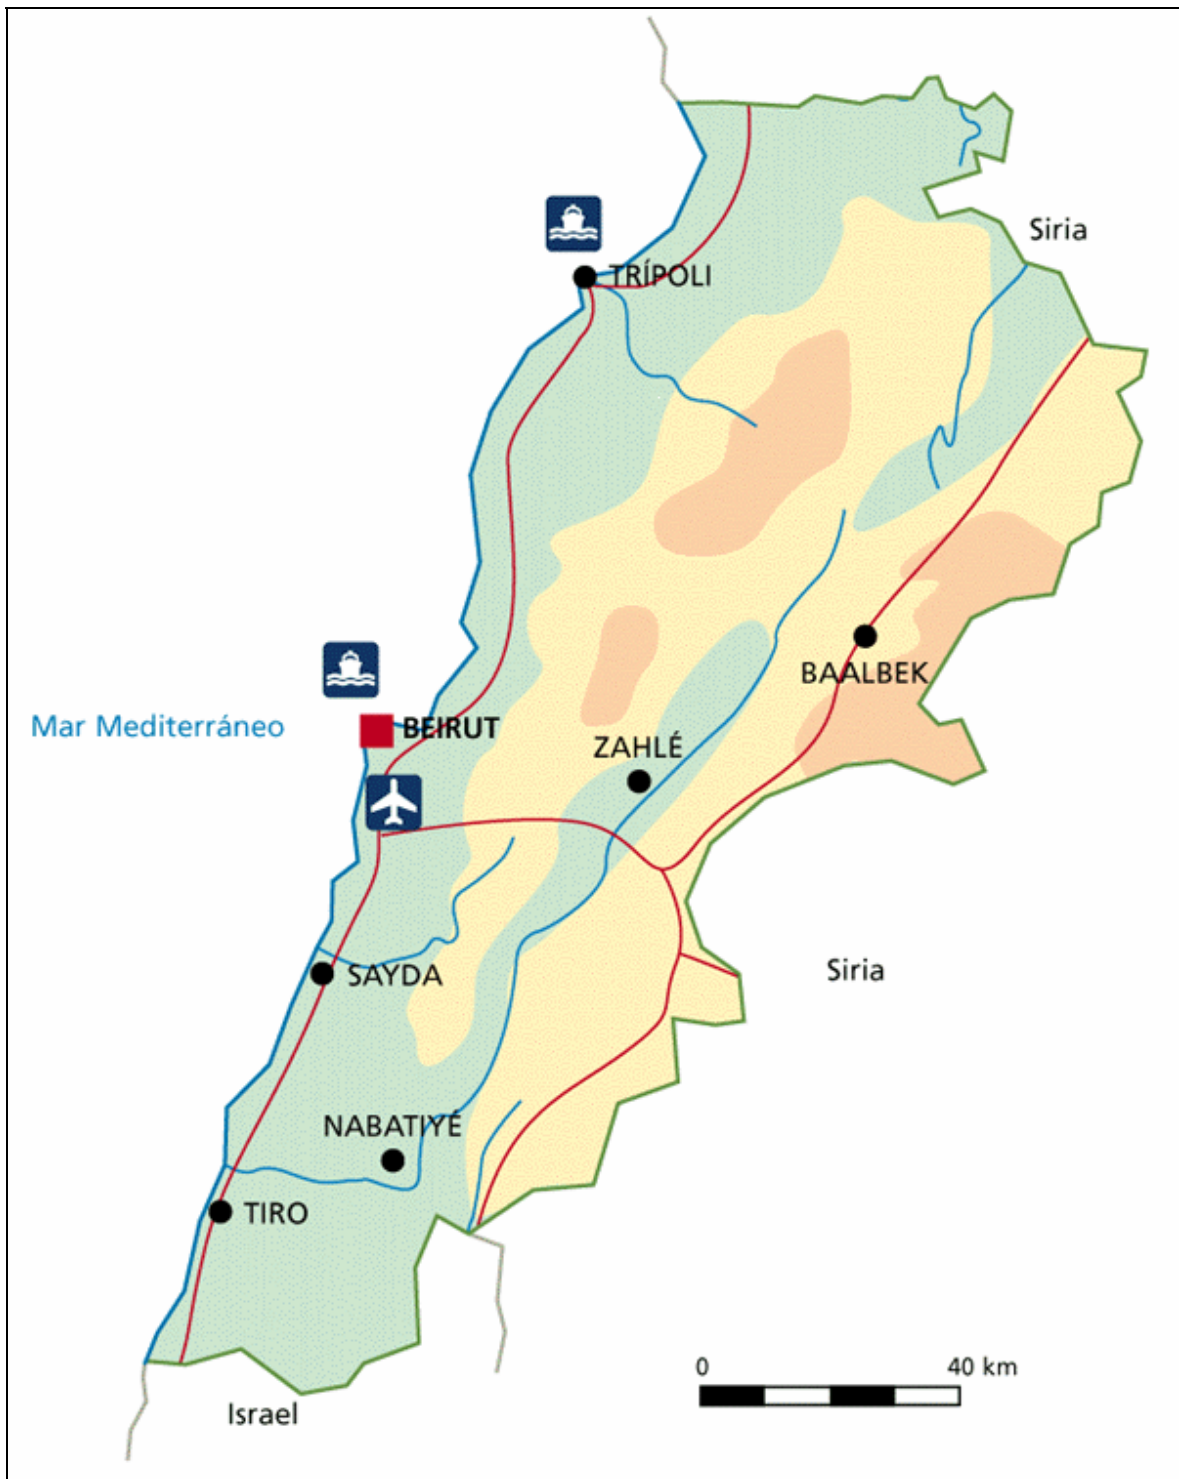 Siria
TRÍPOLI
BAALBEK
Mar Mediterráneo
BEIRUT
ZAHLÉ
Siria
SAYDA
NABATIYÉ
TIRO
0 40 km
Israel